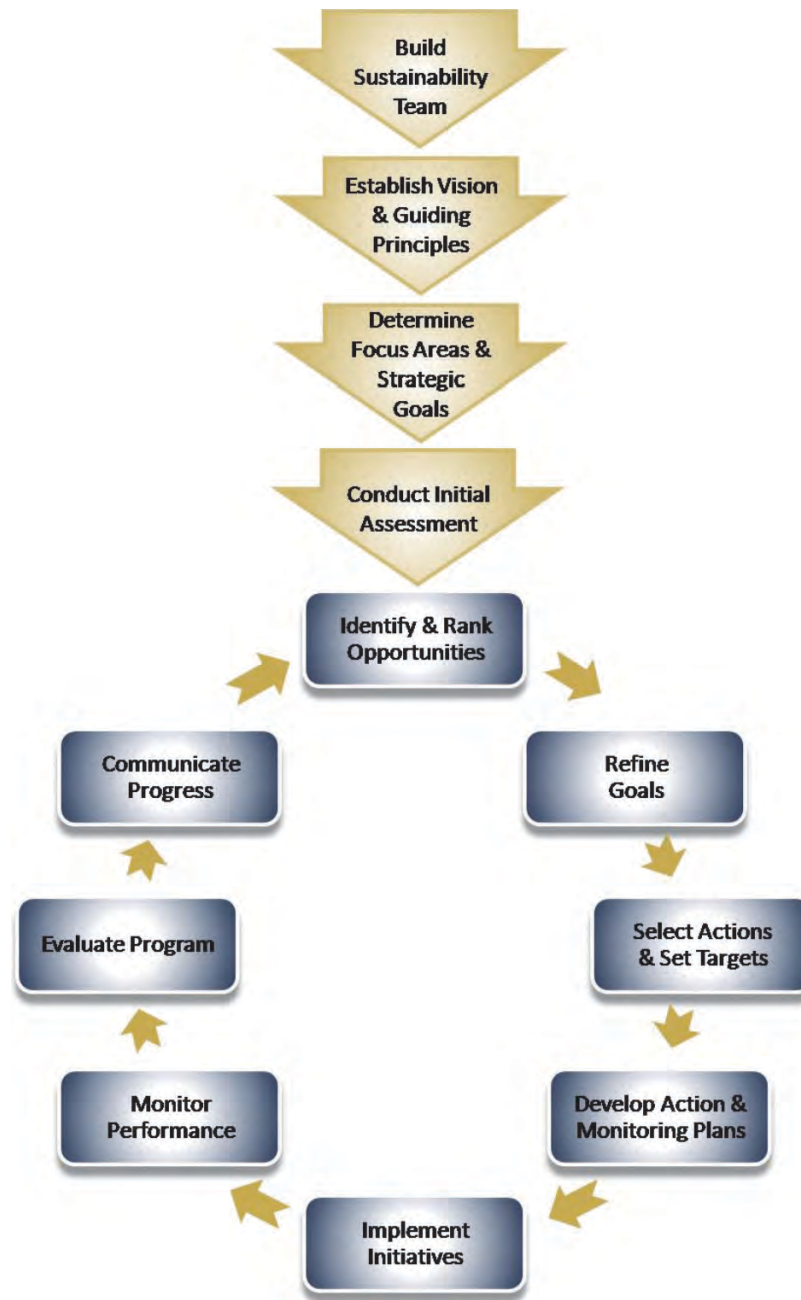 Build
Sustainability
Team
Establish Vision
& Guiding
Principles
Determine
Focus Areas &
Strategic
Goals
Conduct Initial
Assessment
Identify & Rank
Opportunities
Refine
Goals
Select Actions
& Set Targets
Develop Action &
Monitoring Plans
Implement
Initiatives
Monitor
Performance
Evaluate Program
Communicate
Progress